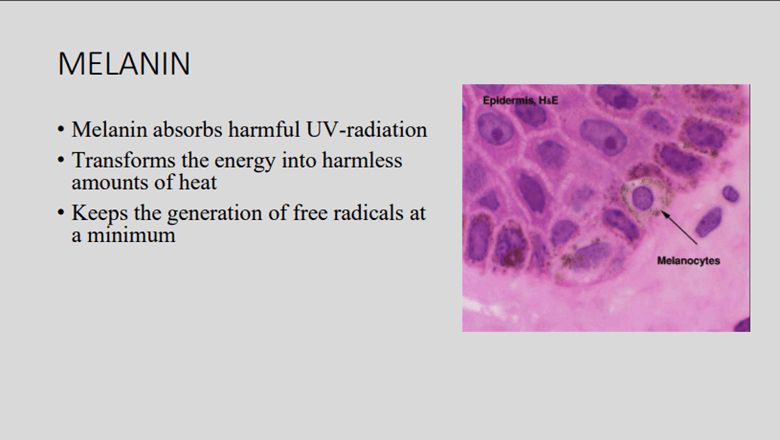 MELANIN
• Melanin absorbs harmful UV-radiation
• Transforms the energy into harmless
amounts of heat
• Keeps the generation of free radicals at
a minimum
Epidermis, H&E
Melanocytes